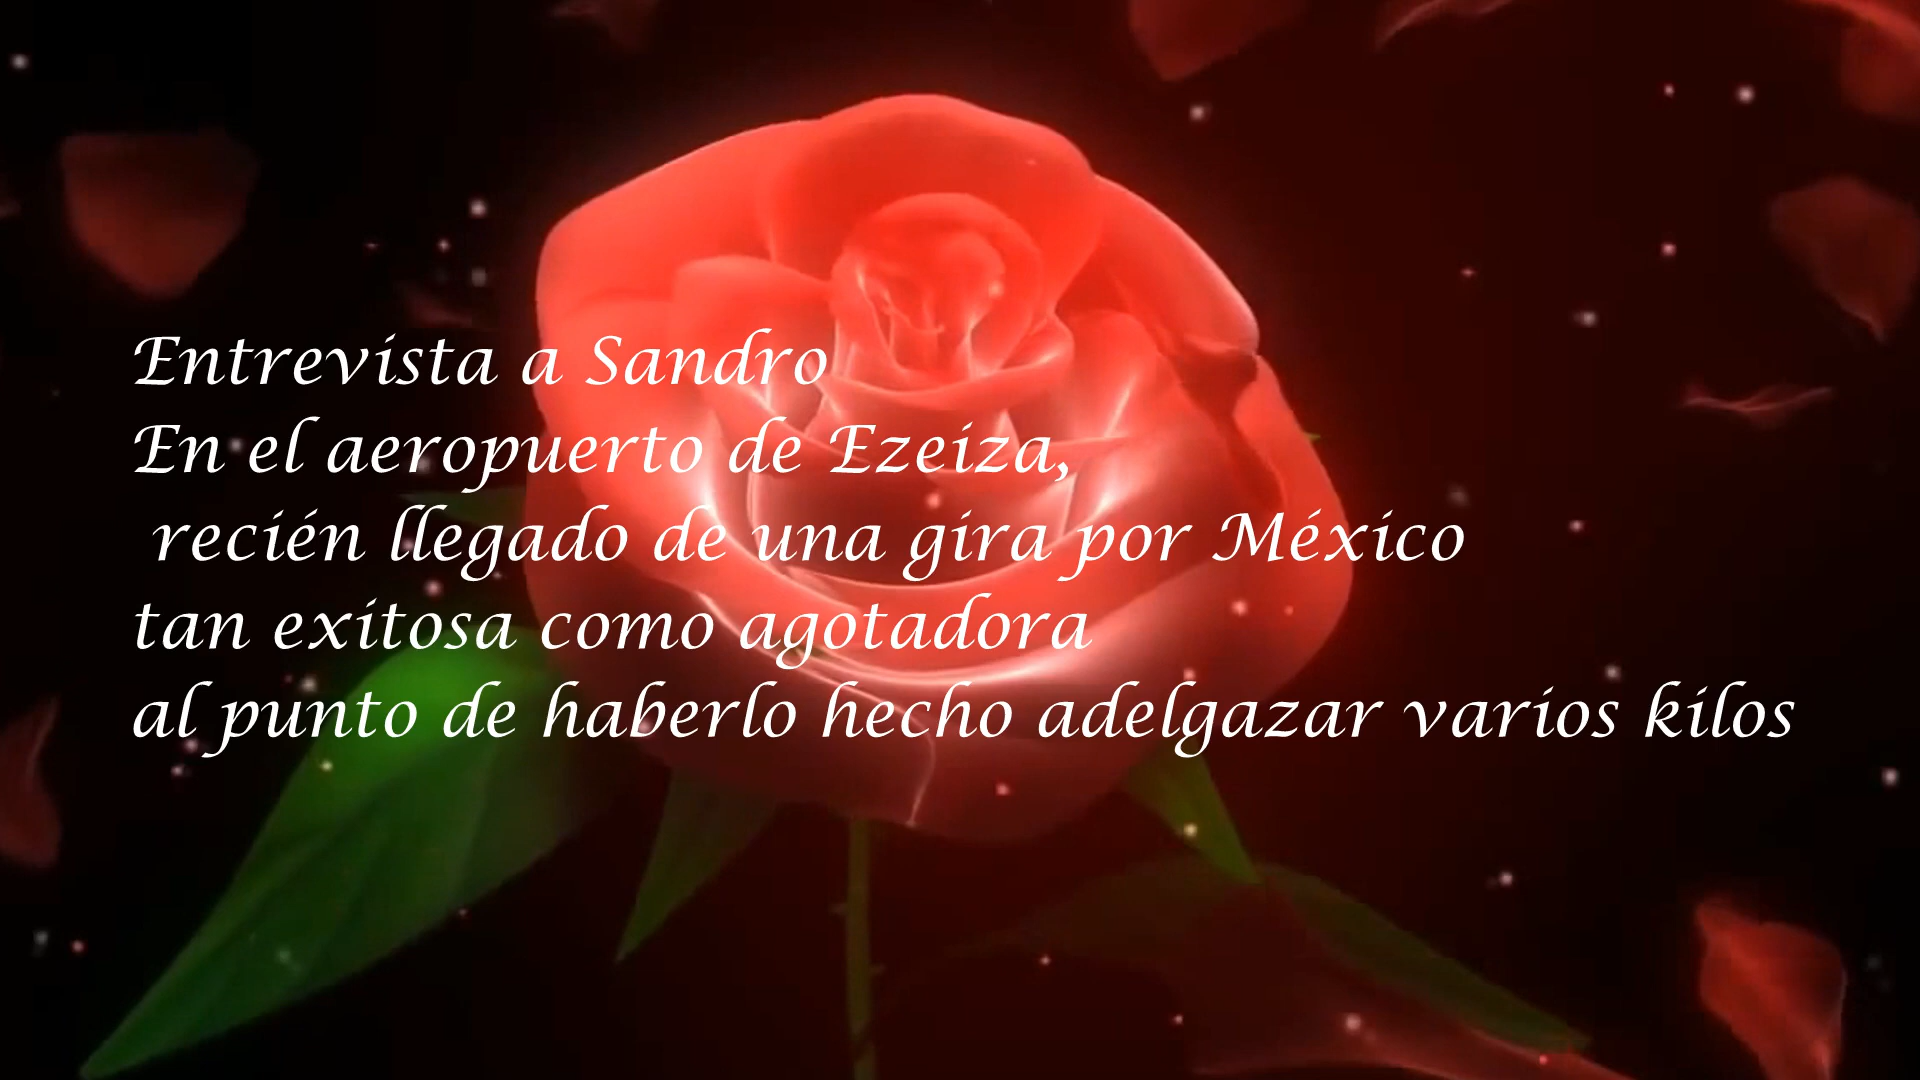 Entrevista a Sandro
En el aeropuerto de Ezeiza,
recién llegado de una gira por México
tan exitosa como agotadora
al punto de haberlo hecho adelgazar varios kilos